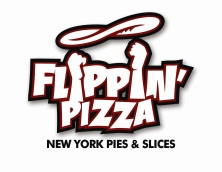 FLIPPIN'
PIZZA
NEW YORK PIES & SLICES